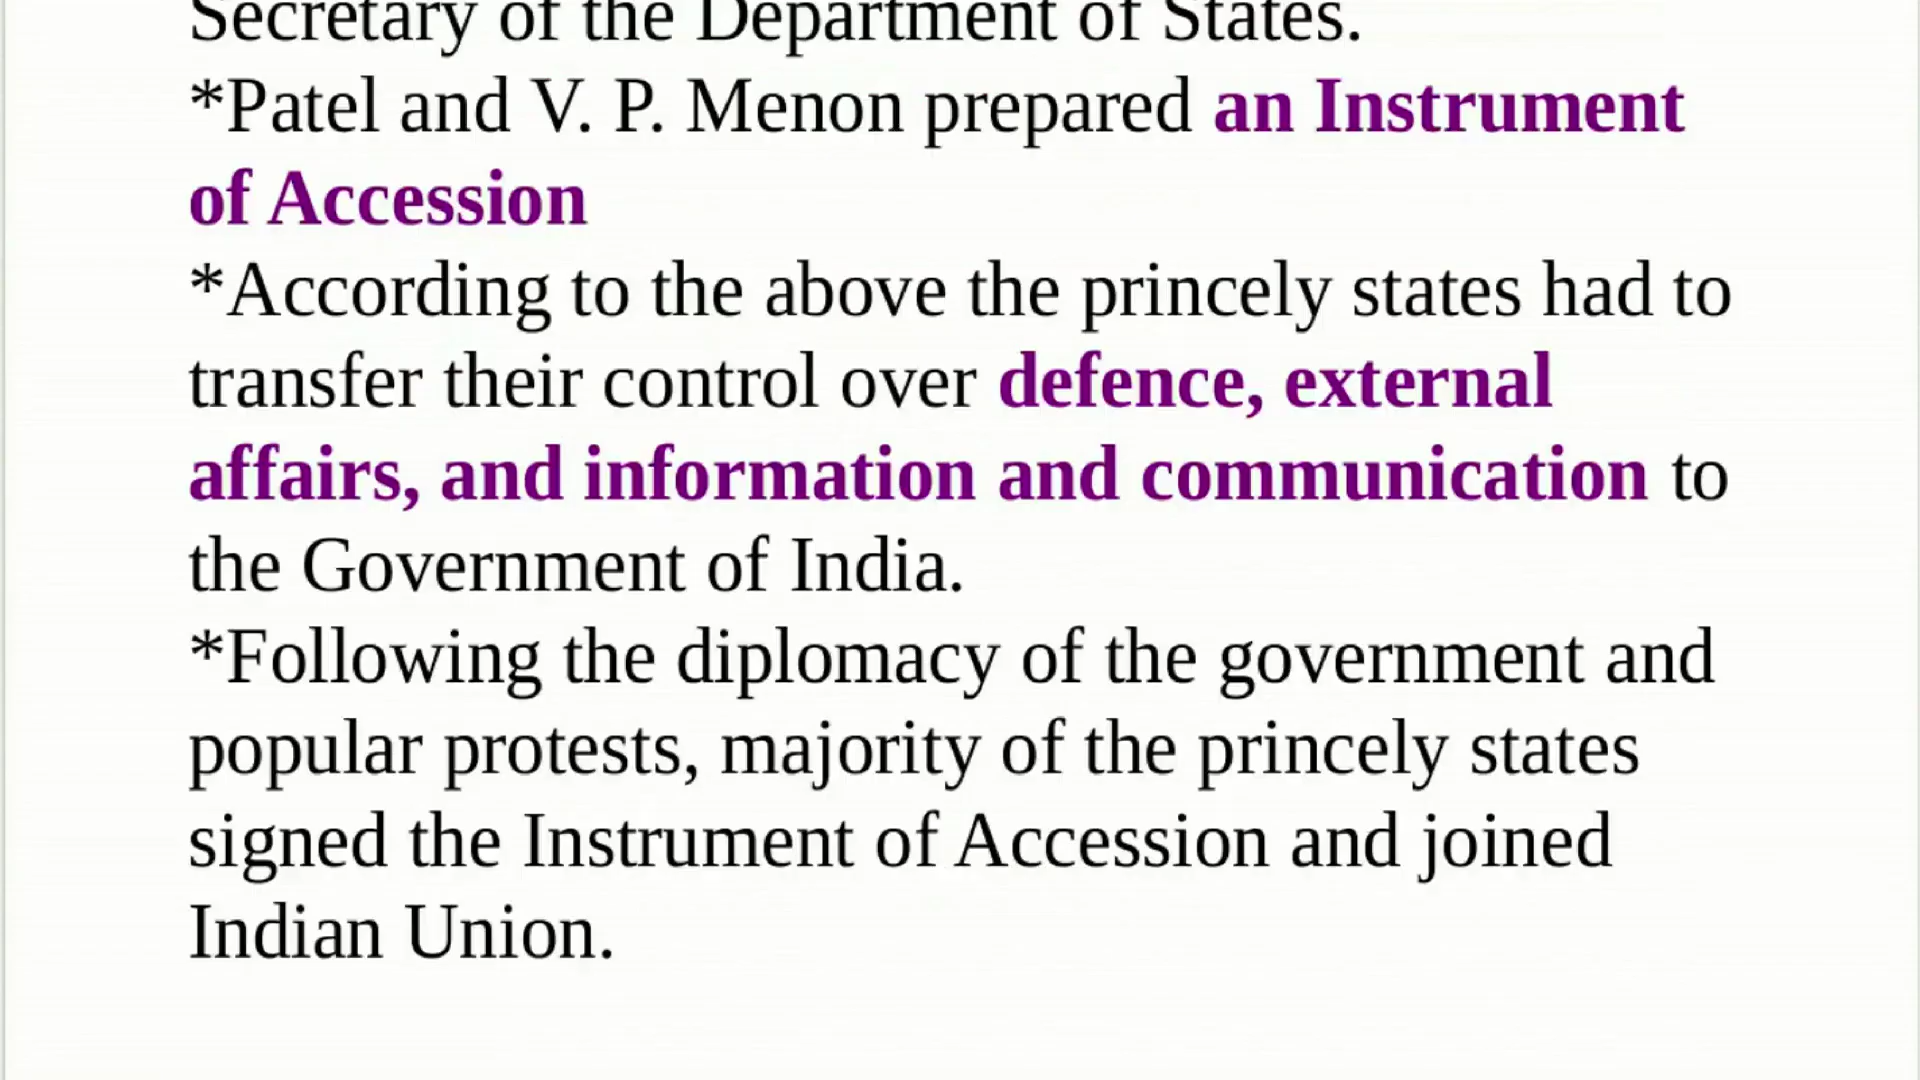 Secretary of the Department of States.
*Patel and V. P. Menon prepared an Instrument
of Accession
*According to the above the princely states had to
transfer their control over defence, external
affairs, and information and communication to
the Government of India.
*Following the diplomacy of the government and
popular protests, majority of the princely states
signed the Instrument of Accession and joined
Indian Union.